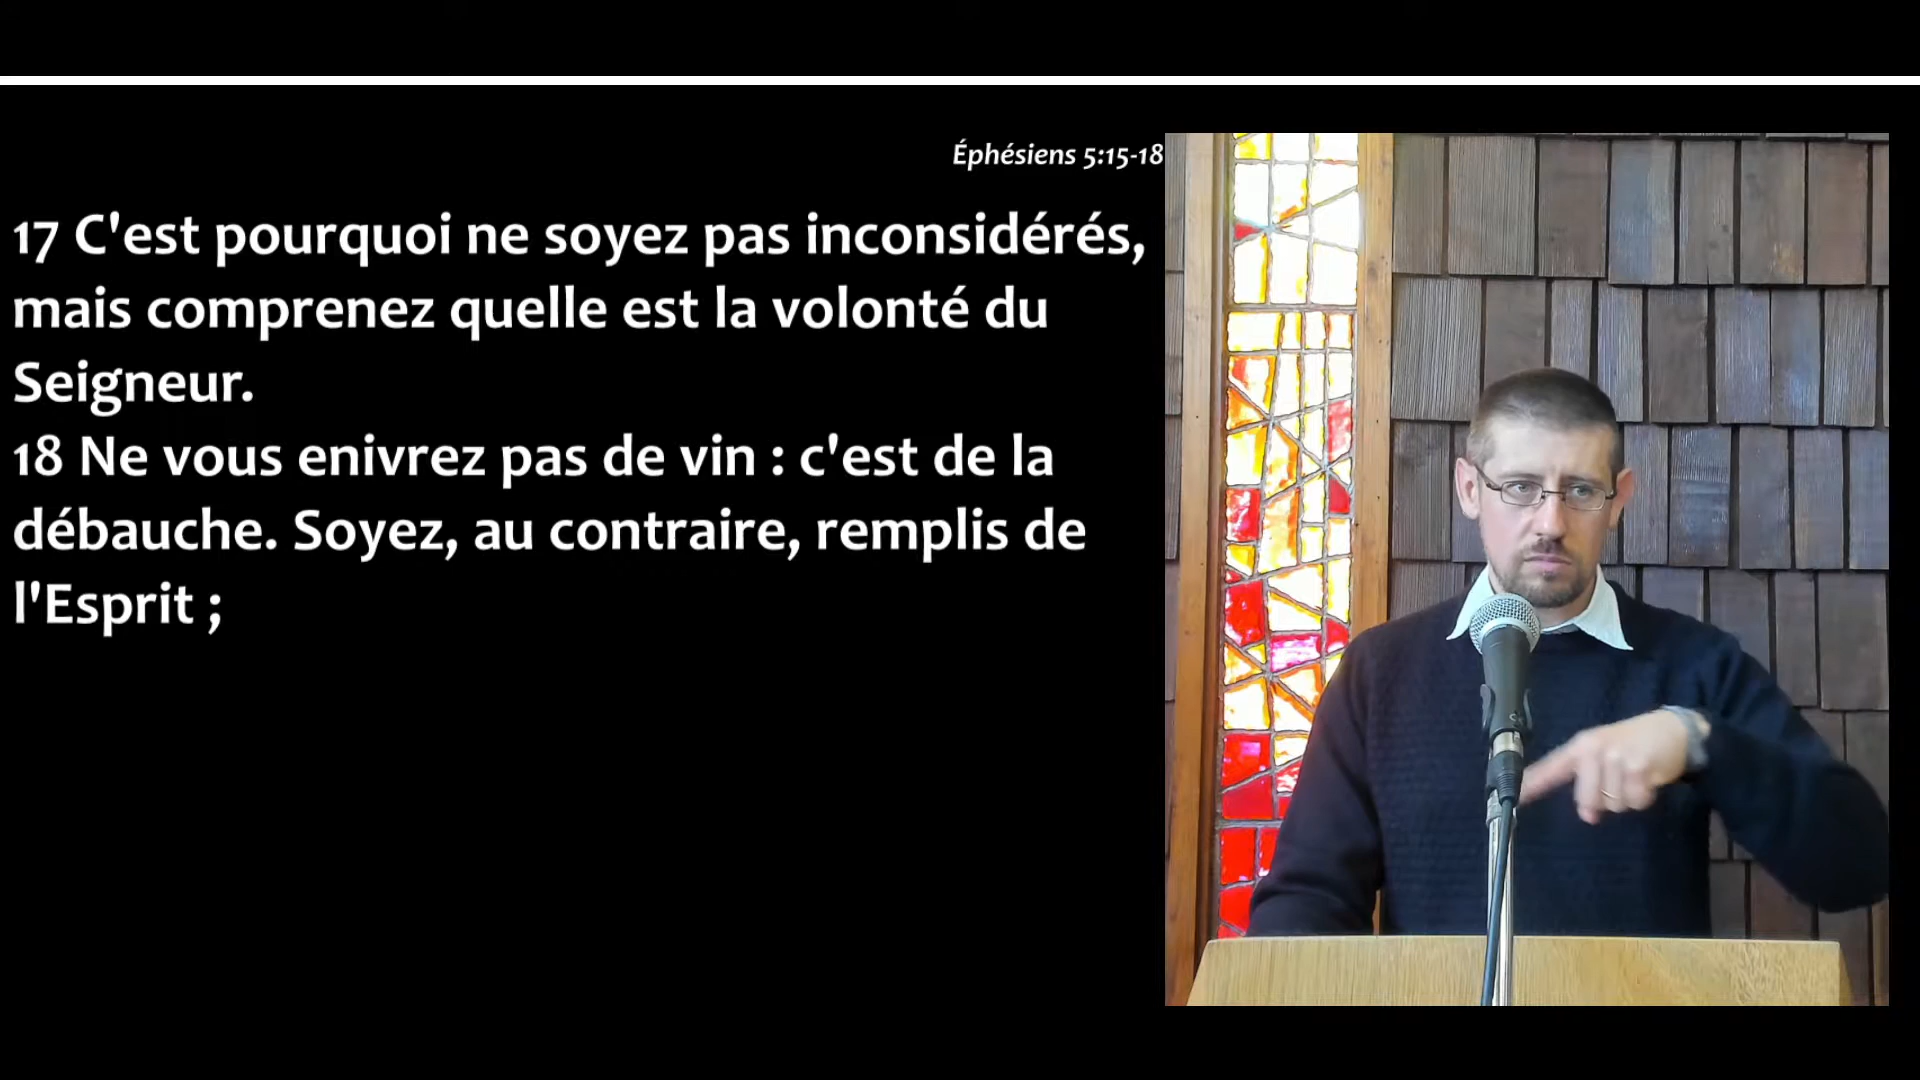 Éphésiens 5:15-18
17 C'est pourquoi ne soyez pas inconsidérés,
mais comprenez quelle est la volonté du
Seigneur.
18 Ne vous enivrez pas de vin : c'est de la
débauche. Soyez, au contraire, remplis de
l'Esprit ;